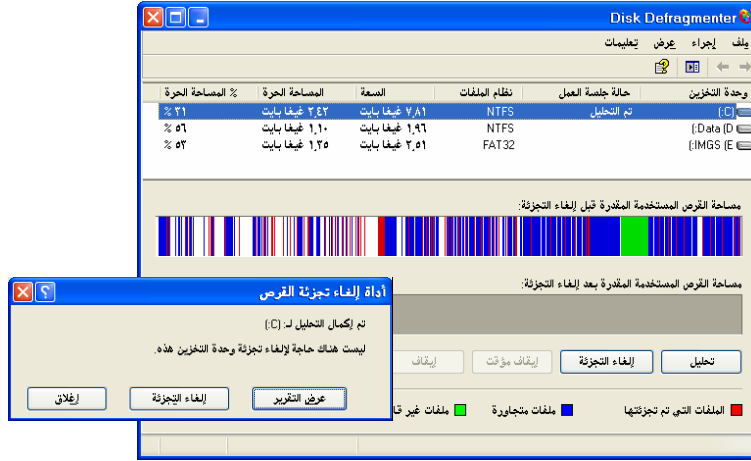 Disk Defragmenter
ملف إجراء عرض تعليمات
وحدة التخزين حالة جلسة العمل نظام الملفات السعة المساحة الحرة % المساحة الحرة
(C:) تم التحليل NTFS ٧,٨١ غيغا بايت ٢,٤٢ غيغا بايت ٣١ %
(:Data (D NTFS ١,٩٦ غيغا بايت ١,١٠ غيغا بايت ٥٦ %
(:IMGS (E FAT32 ٢,٥١ غيغا بايت ١,٣٥ غيغا بايت ٥٣ %
مساحة القرص المستخدمة المقدرة قبل إلغاء التجزئة:
مساحة القرص المستخدمة المقدرة بعد إلغاء التجزئة:
تحليل إلغاء التجزئة إيقاف مؤقت إيقاف
الملفات التي تم تجزئتها ملفات متجاورة ملفات غير
أداة إلغاء تجزئة القرص
تم إكمال التحليل لـ: (C:)
ليست هناك حاجة لإلغاء تجزئة وحدة التخزين هذه.
عرض التقرير إلغاء التجزئة إغلاق